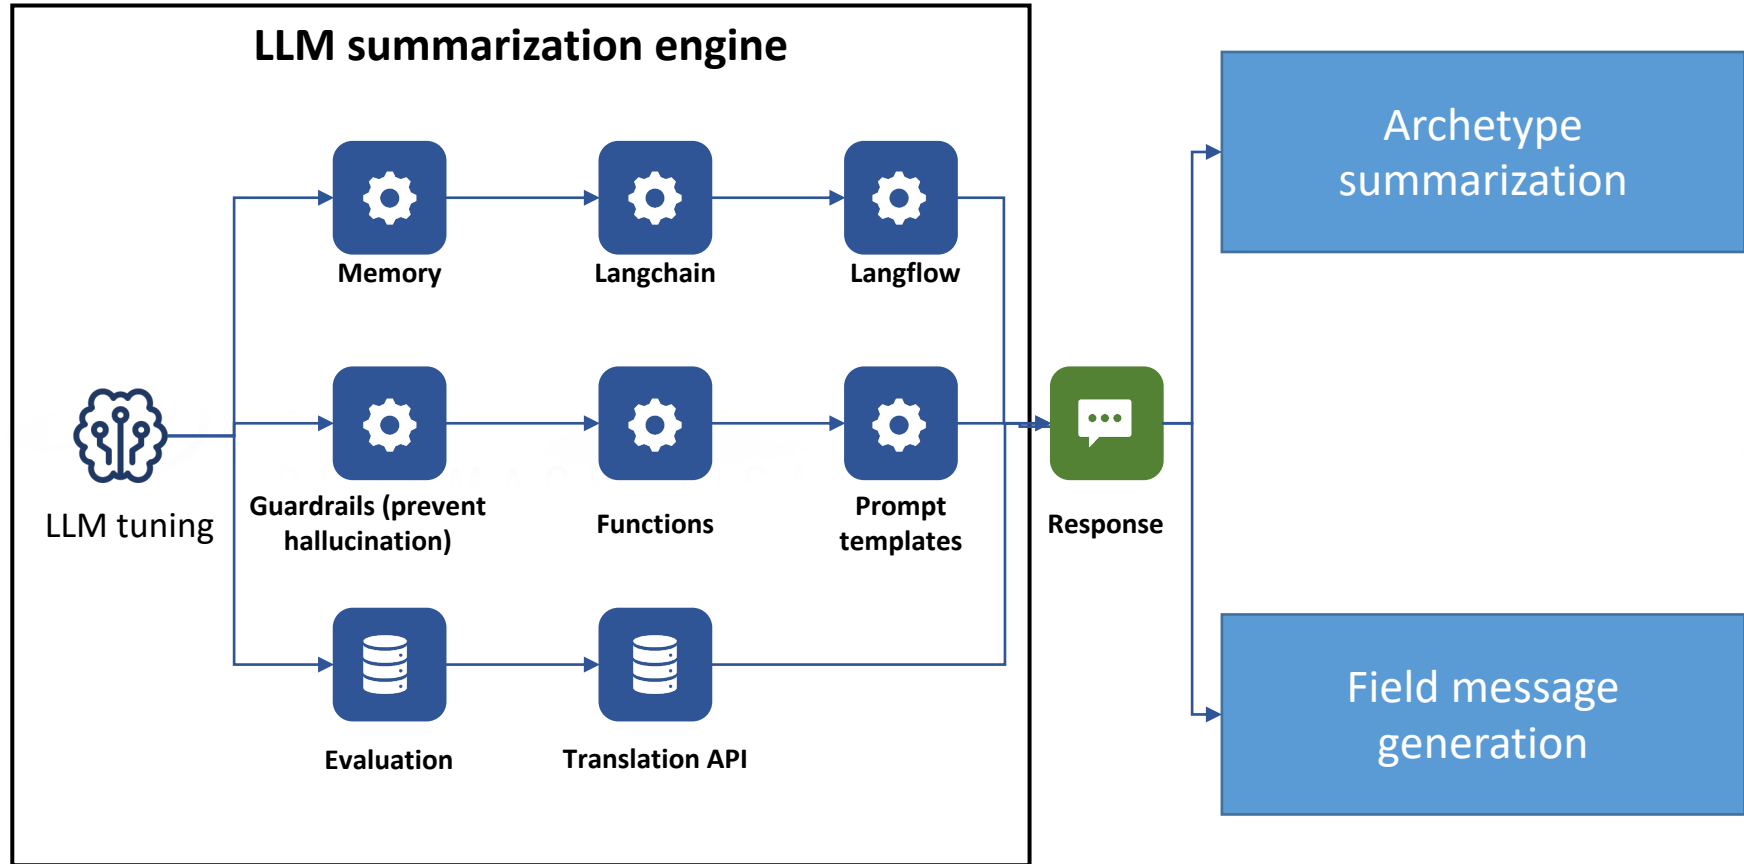 LLM summarization engine
Archetype
summarization
Memory
Langchain
Langflow
LLM tuning
Guardrails (prevent
hallucination)
Functions
Prompt
templates
Response
Evaluation
Translation API
Field message
generation